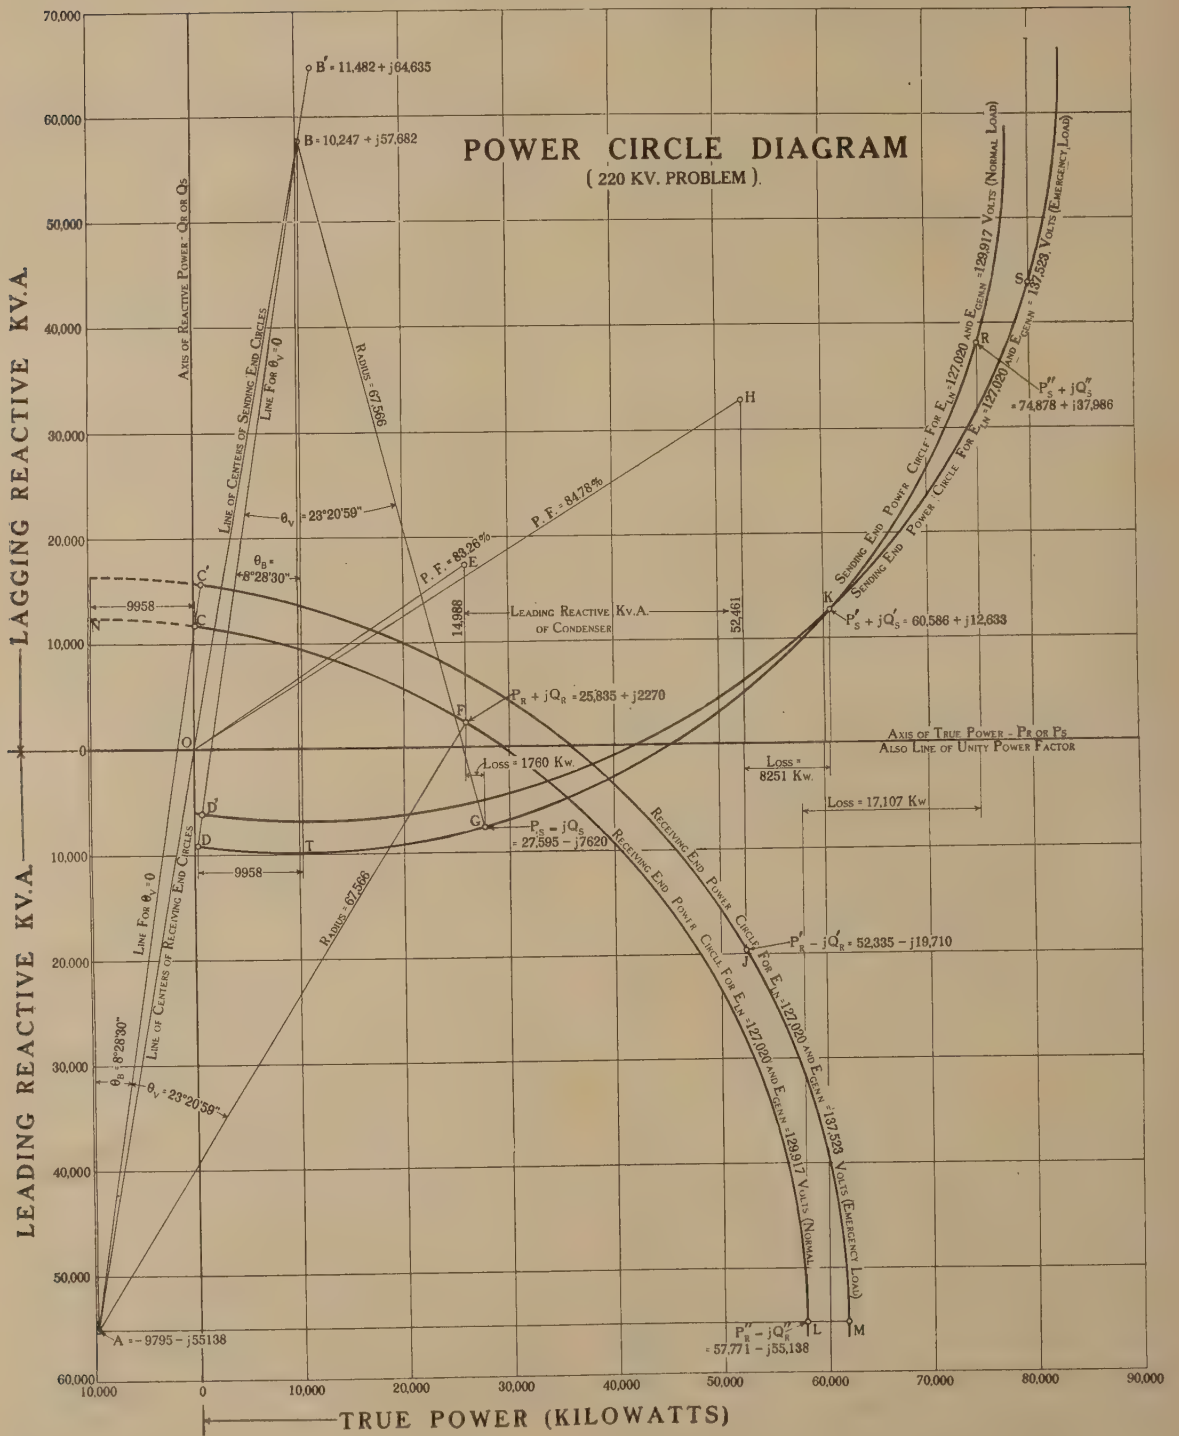 POWER CIRCLE DIAGRAM
( 220 KV. PROBLEM ).
LAGGING REACTIVE KV.A.
LEADING REACTIVE KV.A.
70,000
60,000
50,000
40,000
30,000
20,000
10,000
0
10,000
20,000
30,000
40,000
50,000
60,000
B' = 11,482 + j64,635
B = 10,247 + j57,682
AXIS OF REACTIVE POWER - QR OR QS
LINE OF CENTERS OF SENDING END CIRCLES
LINE FOR θV = 0
RADIUS = 67,566
θV = 23°20'59"
θB =
8°28'30"
P. F. = 84.78%
P. F. = 83.26%
H
E
C'
9958
N
C
14,988
LEADING REACTIVE KV.A.
OF CONDENSER
52,461
SENDING END POWER CIRCLE FOR ELN = 127,020 AND EGEN.N = 129,917 VOLTS (NORMAL LOAD)
SENDING END POWER CIRCLE FOR ELN = 127,020 AND EGEN.N = 137,523 VOLTS (EMERGENCY LOAD)
S
R
P"S + jQ"S
= 74,878 + j37,986
K
P'S + jQ'S = 60,586 + j12,633
F
PR + jQR = 25,835 + j2270
O
AXIS OF TRUE POWER - PR OR PS
ALSO LINE OF UNITY POWER FACTOR
LOSS = 1760 KW.
LOSS =
8251 KW.
LOSS = 17,107 KW
D'
D
T
G
PS - jQS
= 27,595 - j7620
9958
LINE FOR θV = 0
LINE OF CENTERS OF RECEIVING END CIRCLES
RADIUS = 67,566
RECEIVING END POWER CIRCLE FOR ELN = 127,020 AND EGEN.N = 129,917 VOLTS (NORMAL
RECEIVING END POWER CIRCLE FOR ELN = 127,020 AND EGEN.N = 137,523 VOLTS (EMERGENCY LOAD)
P'R - jQ'R = 52,335 - j19,710
J
θB = 8°28'30"
θV = 23°20'59"
A = -9795 - j55138
P"R - jQ"R
= 57,771 - j55,138
L
M
10,000 0 10,000 20,000 30,000 40,000 50,000 60,000 70,000 80,000 90,000
TRUE POWER (KILOWATTS)